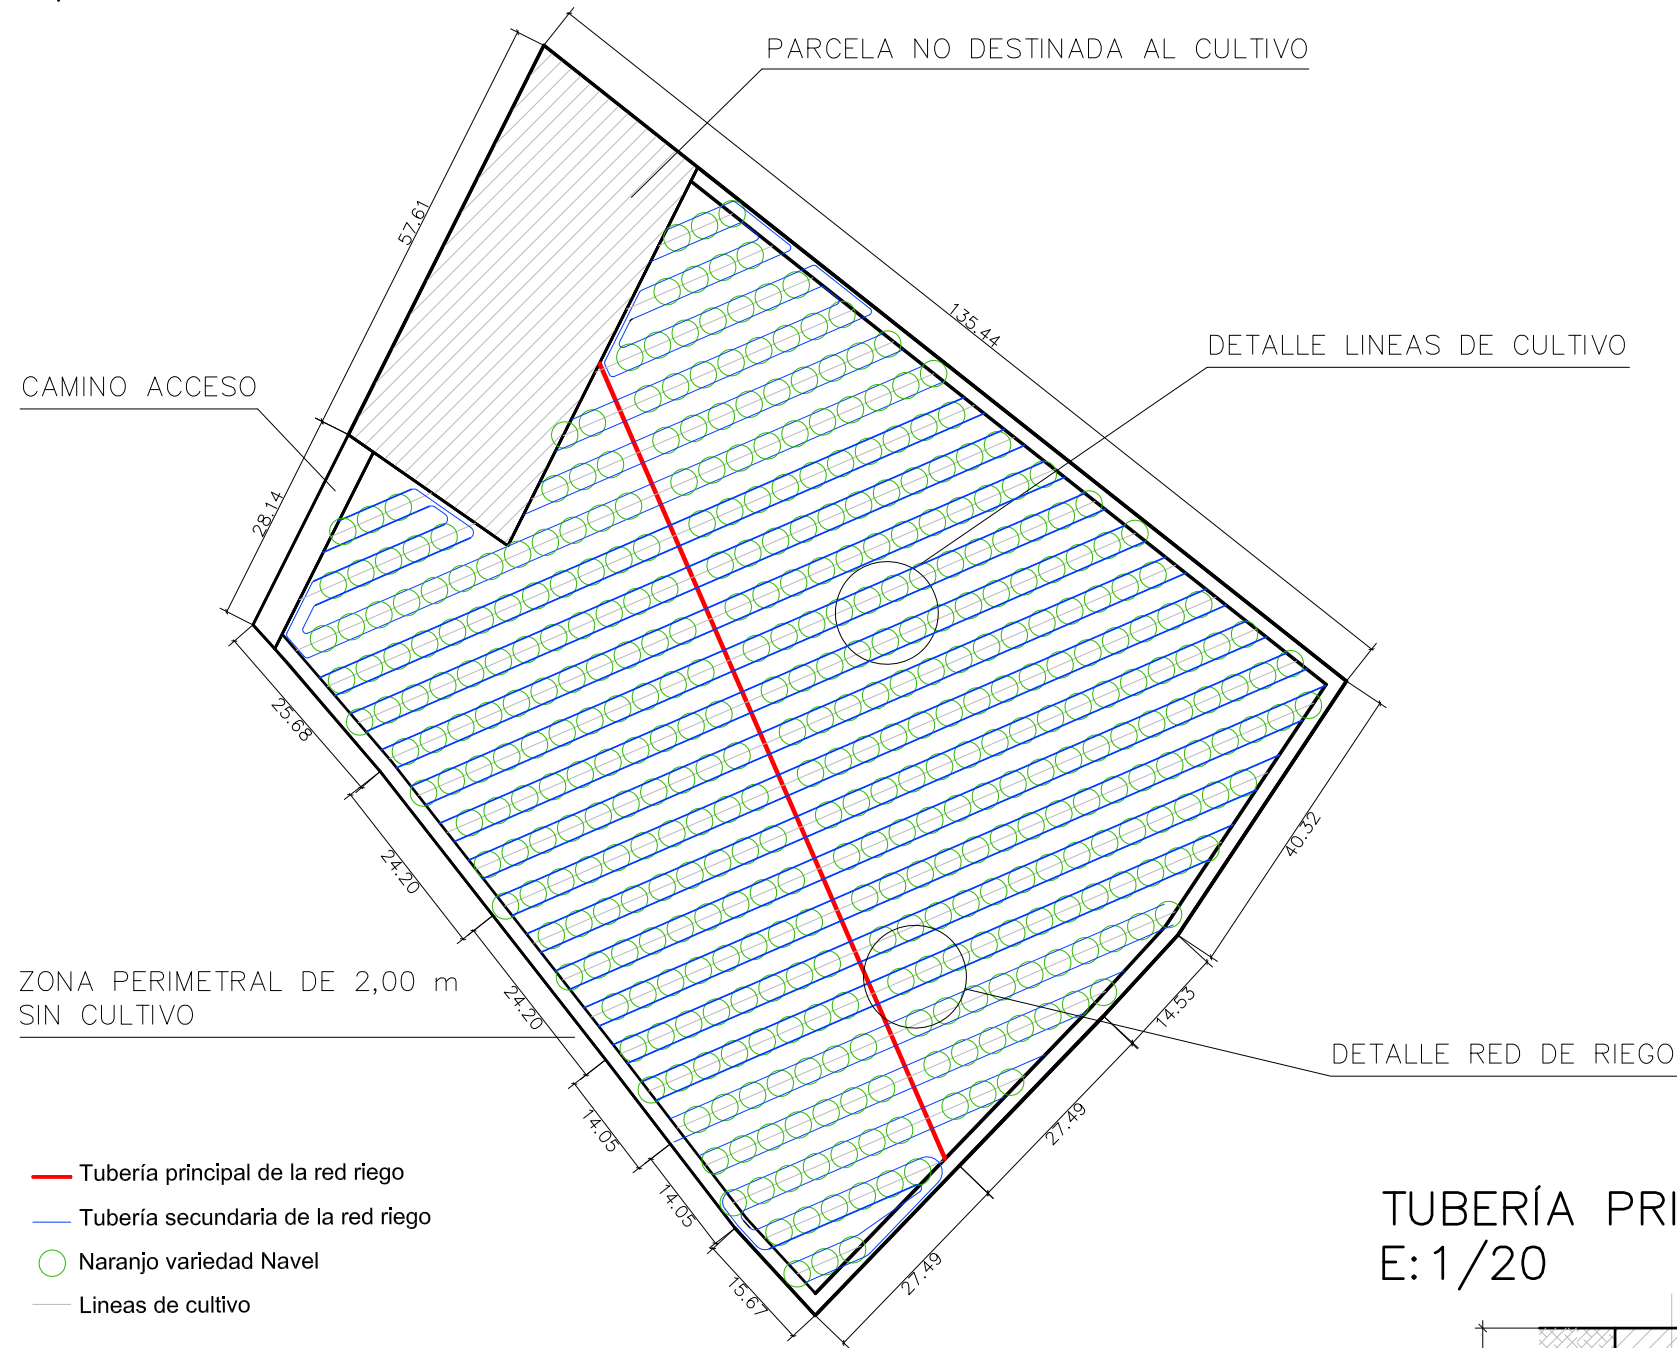 PARCELA NO DESTINADA AL CULTIVO
57.61
135.44
DETALLE LINEAS DE CULTIVO
CAMINO ACCESO
28.14
25.68
24.20
40.32
ZONA PERIMETRAL DE 2,00 m
SIN CULTIVO
24.20
14.53
DETALLE RED DE RIEGO
14.05
27.49
14.05
27.49
15.67
Tubería principal de la red riego
Tubería secundaria de la red riego
Naranjo variedad Navel
Lineas de cultivo
TUBERÍA PRI
E:1/20